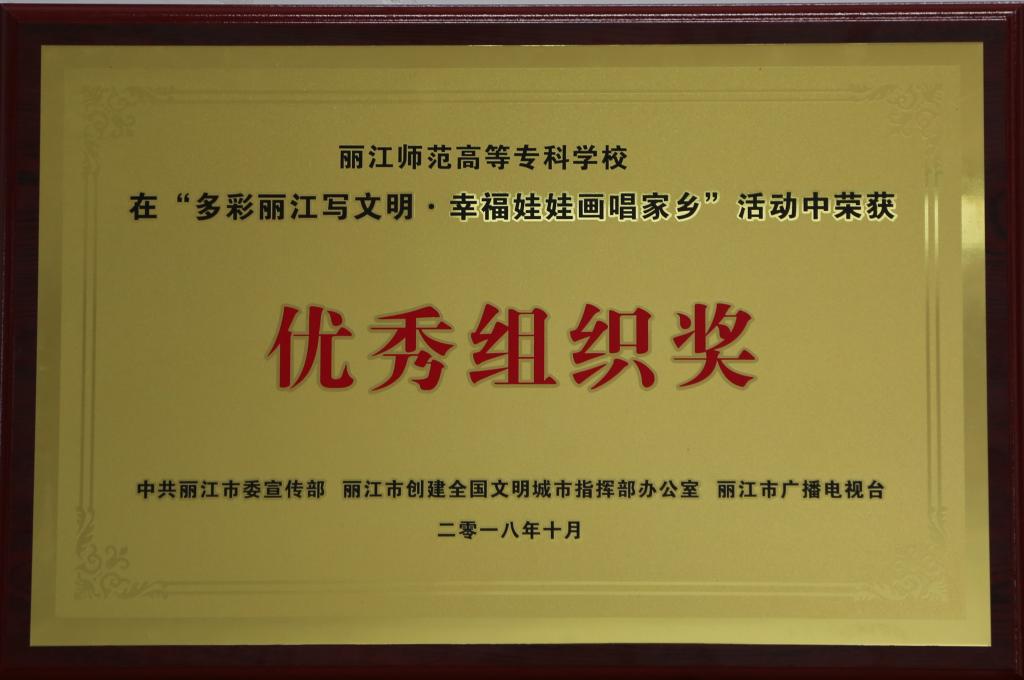 丽江师范高等专科学校
在“多彩丽江写文明·幸福娃娃画唱家乡”活动中荣获
优秀组织奖
中共丽江市委宣传部 丽江市创建全国文明城市指挥部办公室 丽江市广播电视台
二零一八年十月